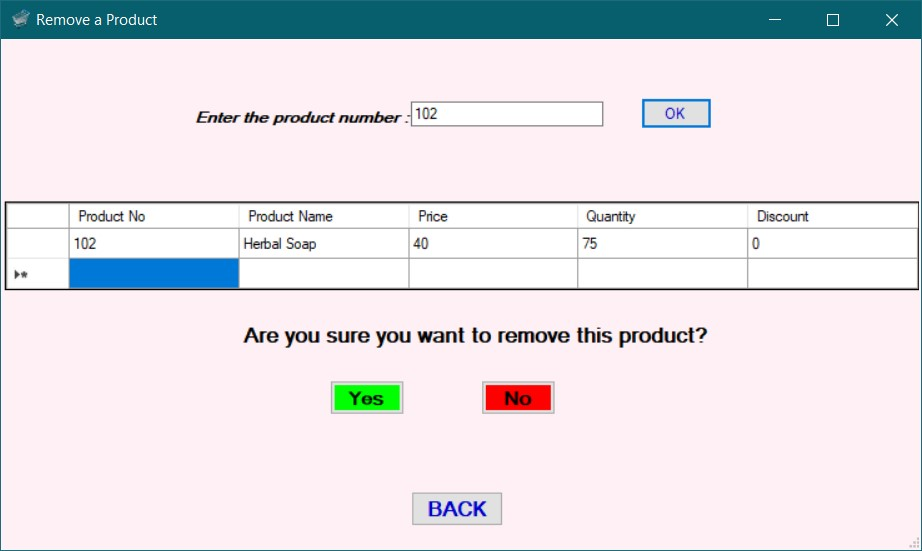 Remove a Product
Enter the product number : 102 OK
Product No Product Name Price Quantity Discount
102 Herbal Soap 40 75 0
Are you sure you want to remove this product?
Yes No
BACK